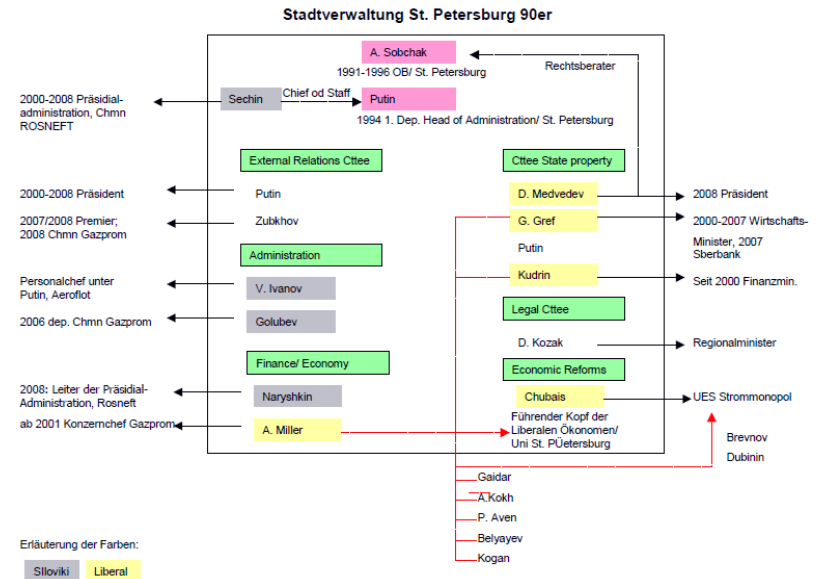 Stadtverwaltung St. Petersburg 90er
A. Sobchak
1991-1996 OB/ St. Petersburg
Rechtsberater
2000-2008 Präsidial-
administration, Chmn
ROSNEFT
Sechin
Chief od Staff
Putin
1994 1. Dep. Head of Administration/ St. Petersburg
External Relations Cttee
2000-2008 Präsident
Putin
2007/2008 Premier;
2008 Chmn Gazprom
Zubkhov
Administration
Personalchef unter
Putin, Aeroflot
V. Ivanov
2006 dep. Chmn Gazprom
Golubev
Finance/ Economy
2008: Leiter der Präsidial-
Administration, Rosneft
Naryshkin
ab 2001 Konzernchef Gazprom
A. Miller
Cttee State property
D. Medvedev
2008 Präsident
G. Gref
2000-2007 Wirtschafts-
Minister, 2007
Sberbank
Putin
Kudrin
Seit 2000 Finanzmin.
Legal Cttee
D. Kozak
Regionalminister
Economic Reforms
Chubais
UES Strommonopol
Führender Kopf der
Liberalen Ökonomen/
Uni St. PÜetersburg
Brevnov
Dubinin
Gaidar
A.Kokh
P. Aven
Belyayev
Kogan
Erläuterung der Farben:
Slloviki
Liberal